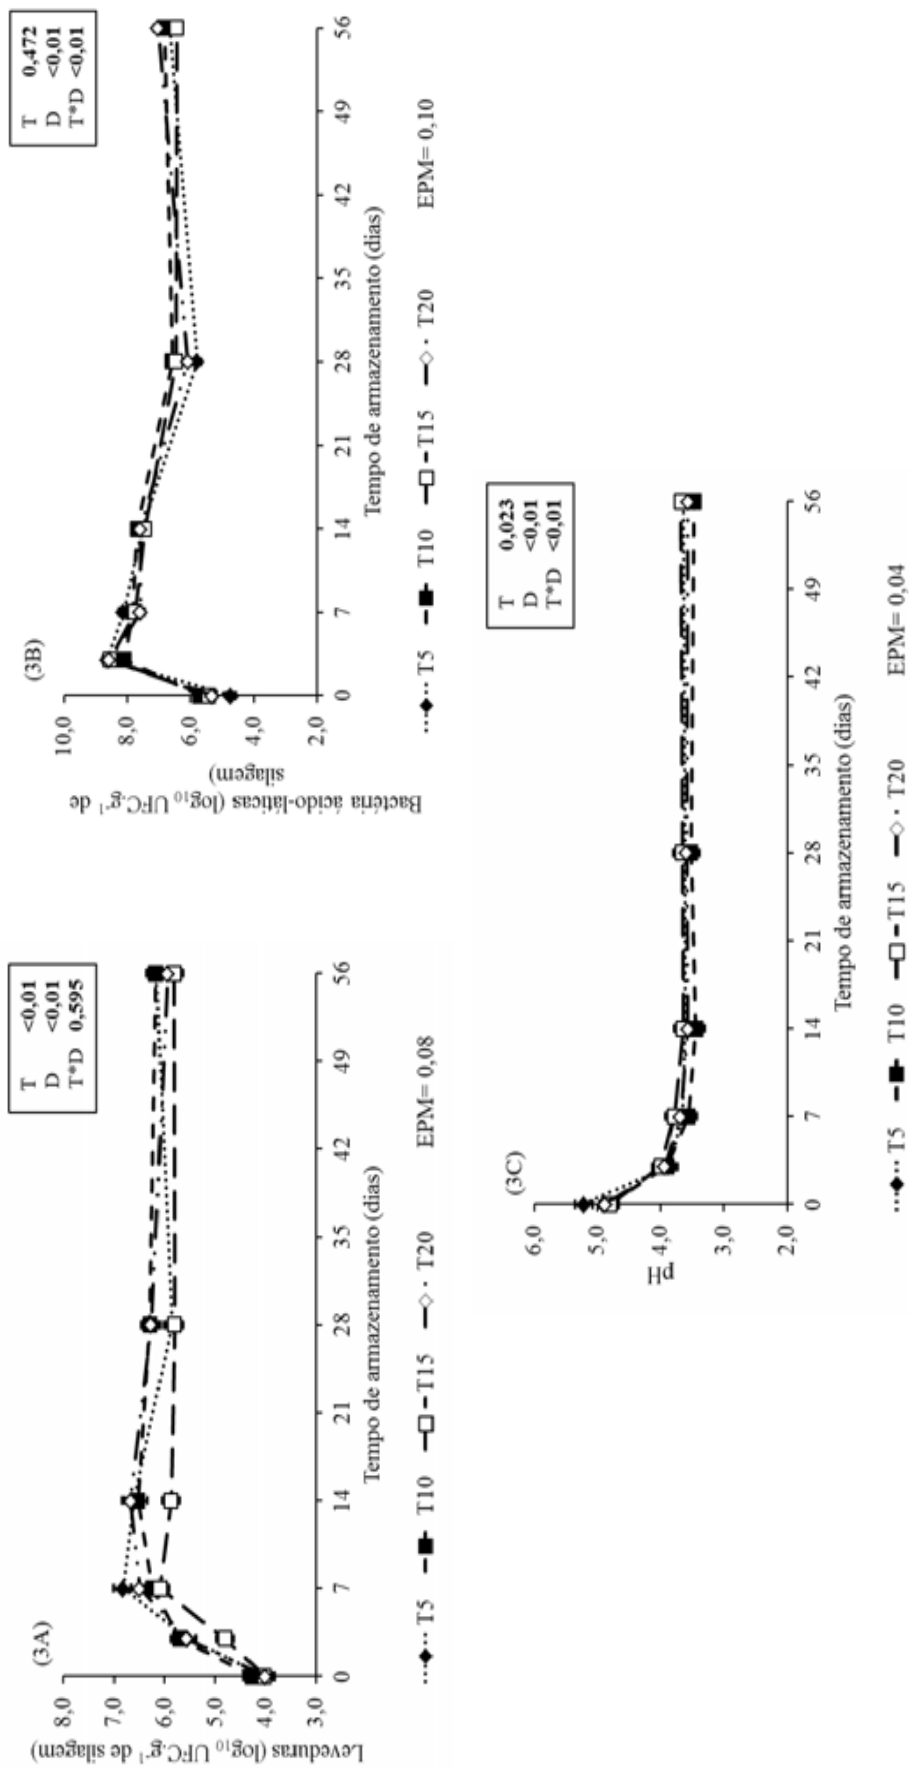 (3A)
T <0,01
D <0,01
T*D 0,595
Leveduras (log₁₀ UFC.g⁻¹ de silagem)
8,0
7,0
6,0
5,0
4,0
3,0
0 7 14 21 28 35 42 49 56
Tempo de armazenamento (dias)
T5 T10 T15 T20 EPM= 0,08
(3B)
T 0,472
D <0,01
T*D <0,01
Bactéria ácido-láticas (log₁₀ UFC.g⁻¹ de
silagem)
10,0
8,0
6,0
4,0
2,0
0 7 14 21 28 35 42 49 56
Tempo de armazenamento (dias)
T5 T10 T15 T20 EPM= 0,10
(3C)
T 0,023
D <0,01
T*D <0,01
pH
6,0
5,0
4,0
3,0
2,0
0 7 14 21 28 35 42 49 56
Tempo de armazenamento (dias)
T5 T10 T15 T20 EPM= 0,04